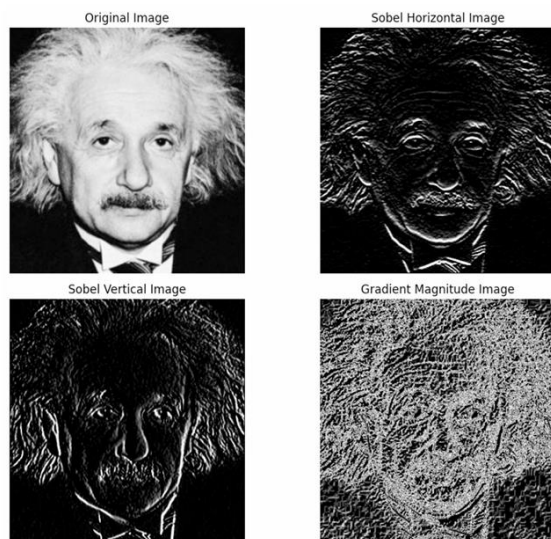 Original Image
Sobel Horizontal Image
Sobel Vertical Image
Gradient Magnitude Image